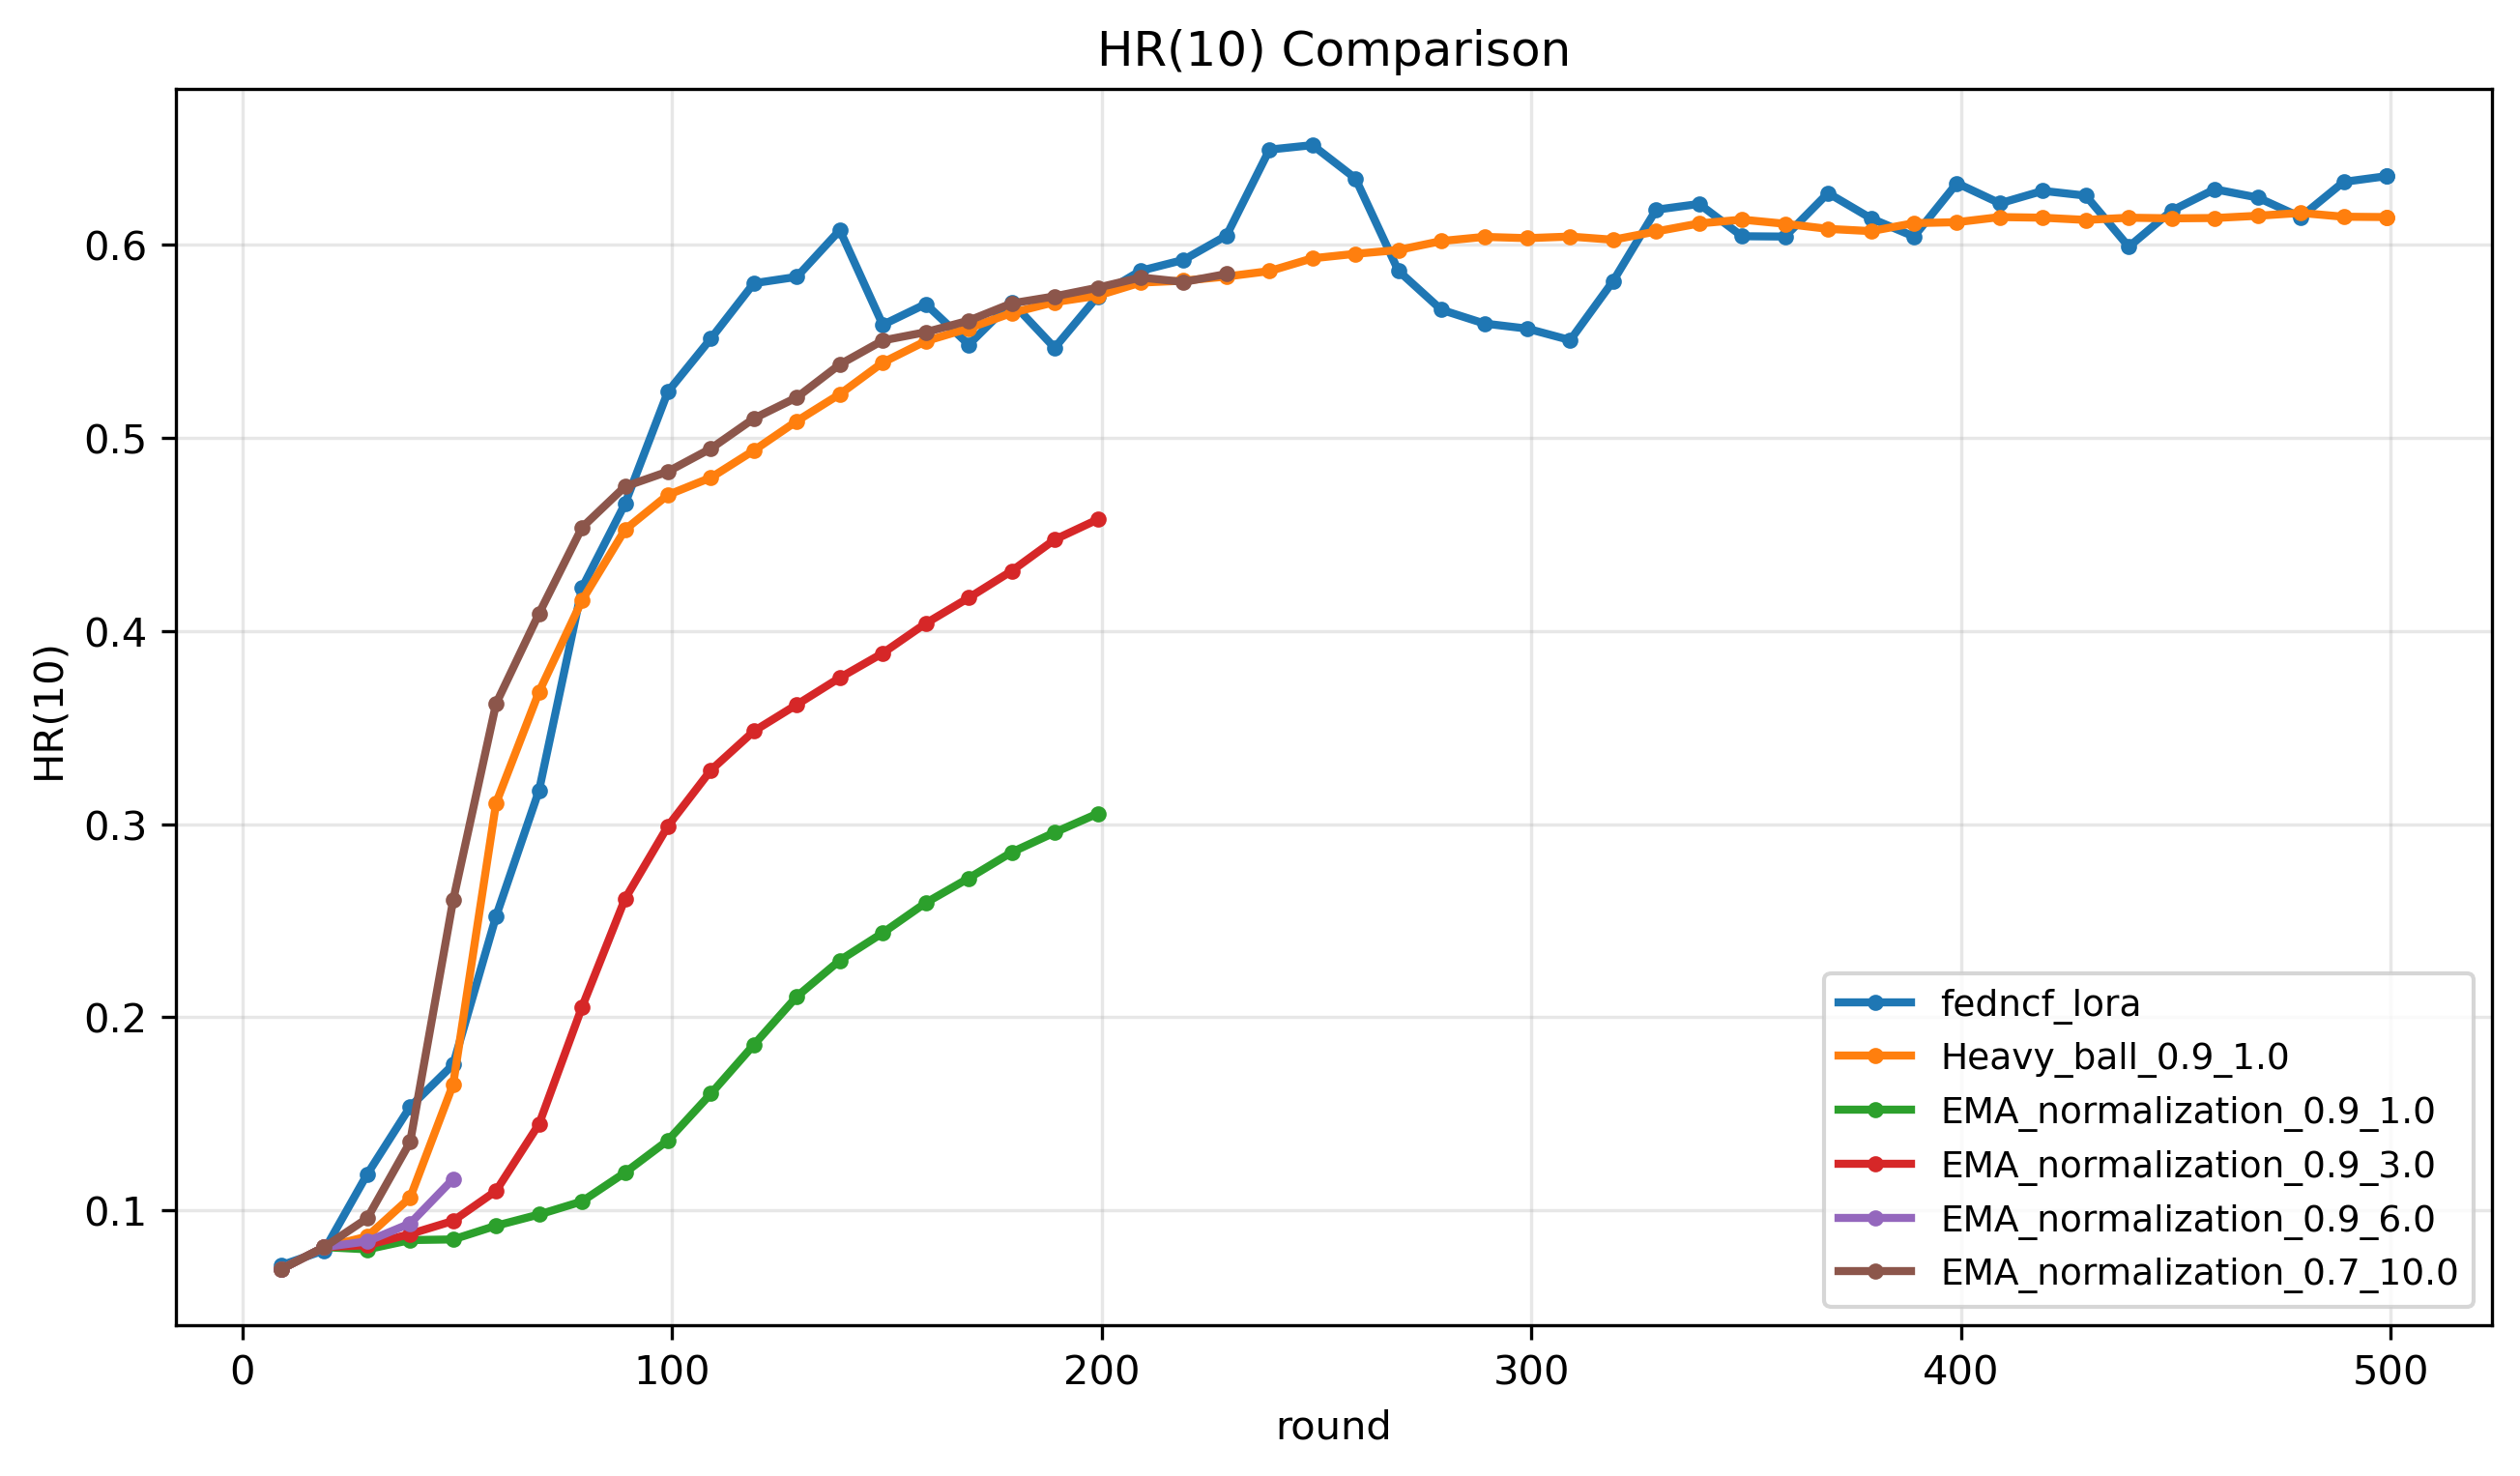 HR(10) Comparison
HR(10)
0.6
0.5
0.4
0.3
0.2
0.1
0
100
200
300
400
500
round
fedncf_lora
Heavy_ball_0.9_1.0
EMA_normalization_0.9_1.0
EMA_normalization_0.9_3.0
EMA_normalization_0.9_6.0
EMA_normalization_0.7_10.0